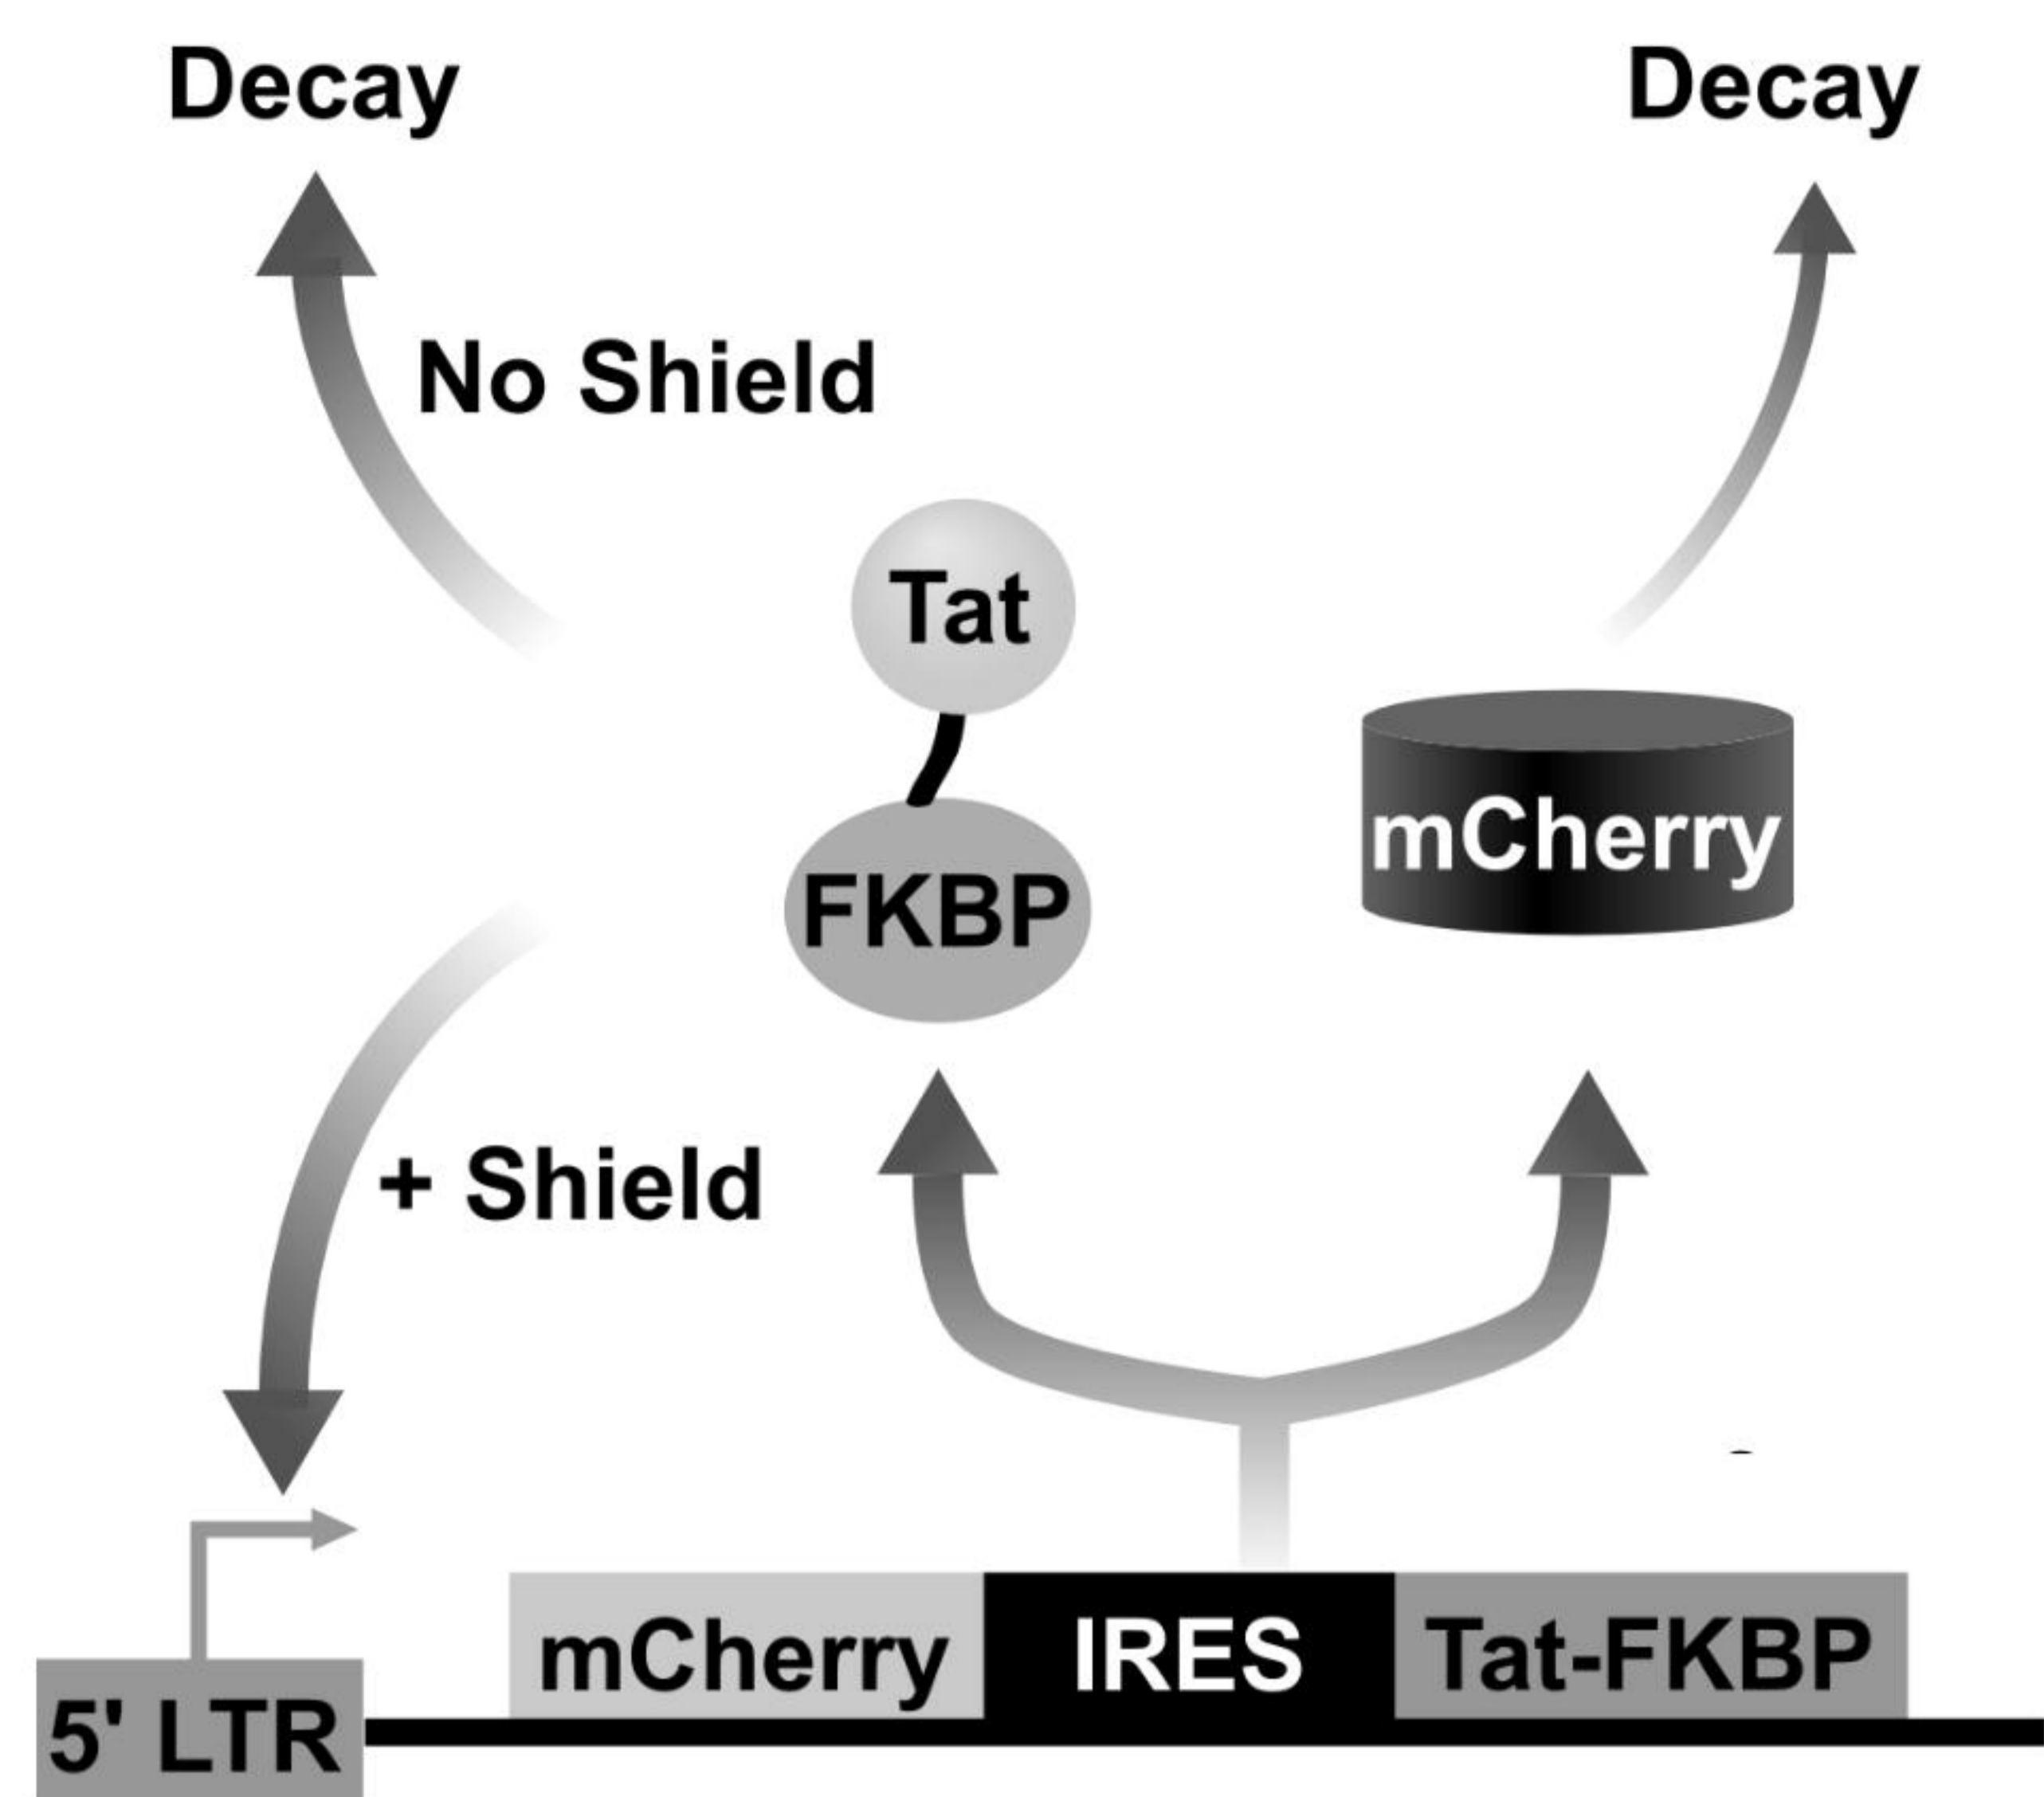 Decay
Decay
No Shield
Tat
FKBP
mCherry
+ Shield
mCherry
IRES
Tat-FKBP
5' LTR